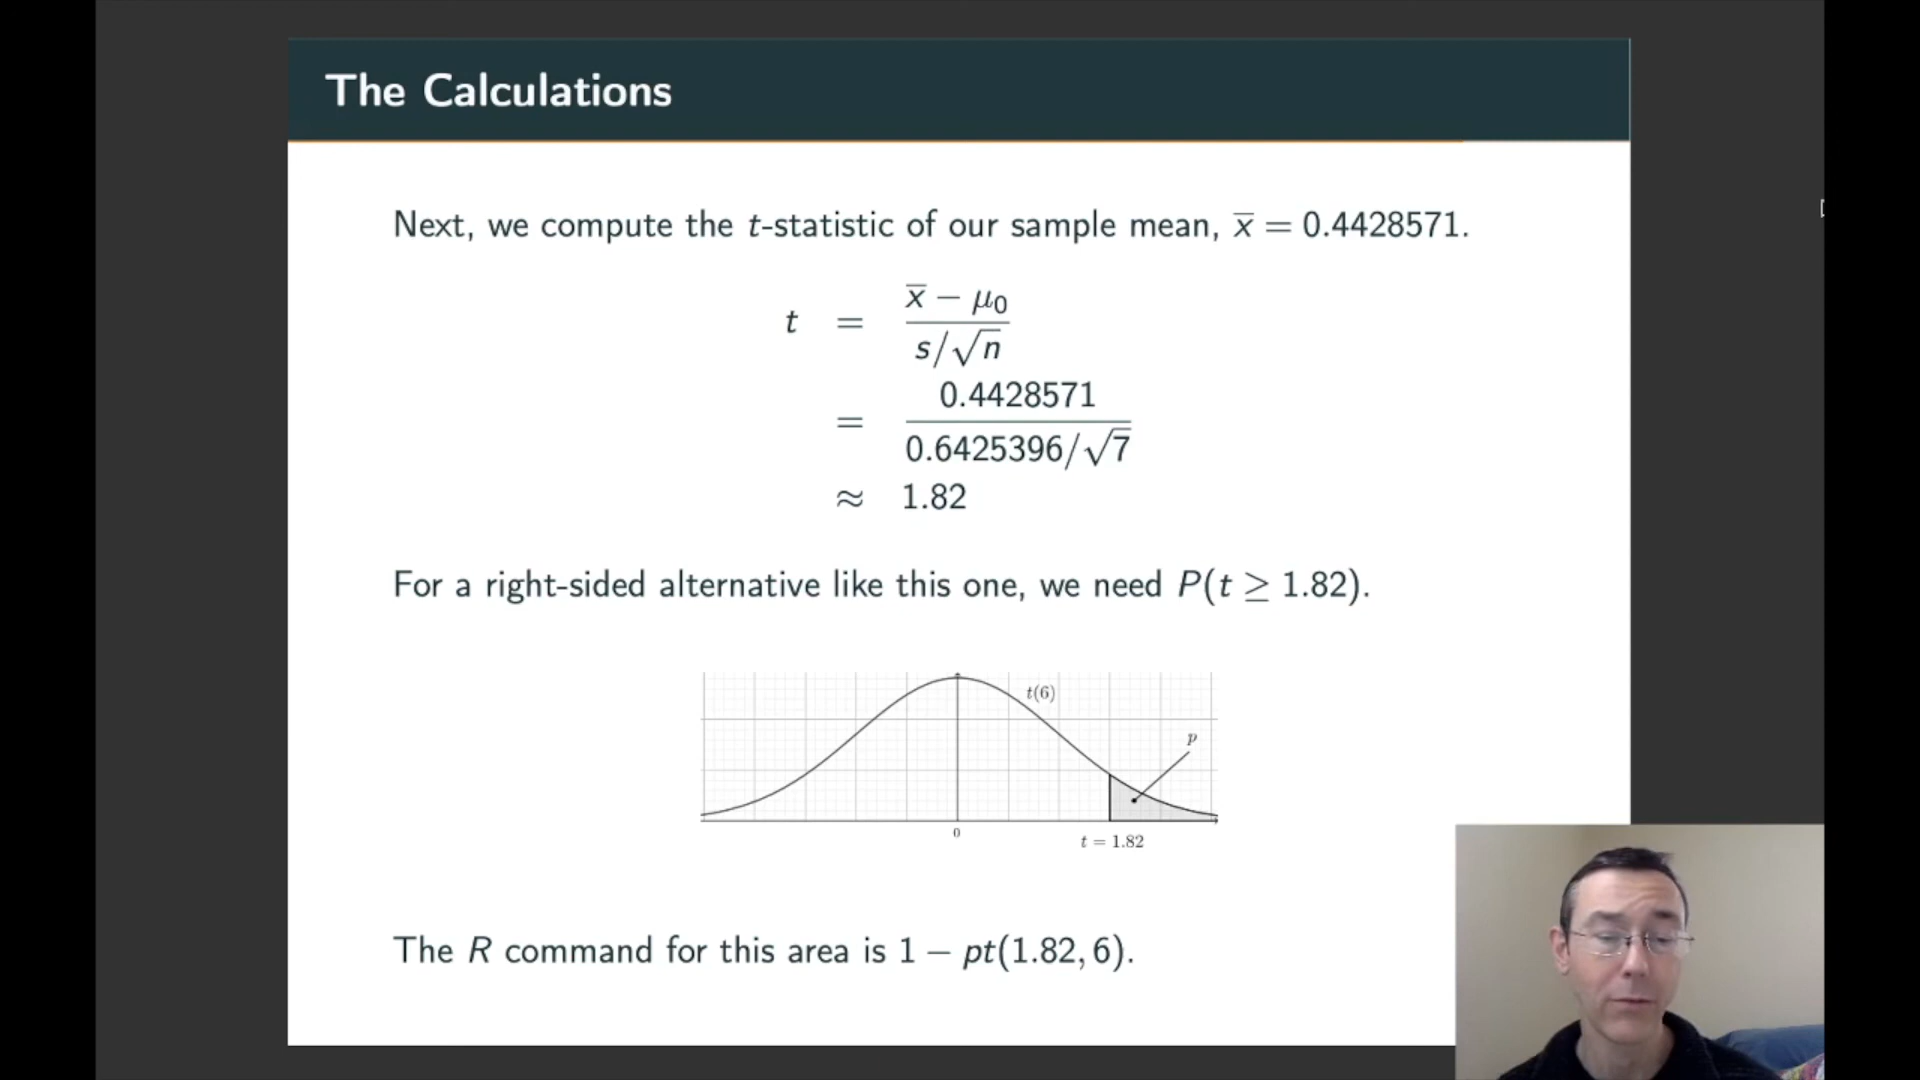 The Calculations
Next, we compute the t-statistic of our sample mean, x̅ = 0.4428571.
t = (x̅ − μ₀) / (s/√n)
= 0.4428571 / (0.6425396/√7)
≈ 1.82
For a right-sided alternative like this one, we need P(t ≥ 1.82).
t(6)
p
0
t = 1.82
The R command for this area is 1 − pt(1.82, 6).